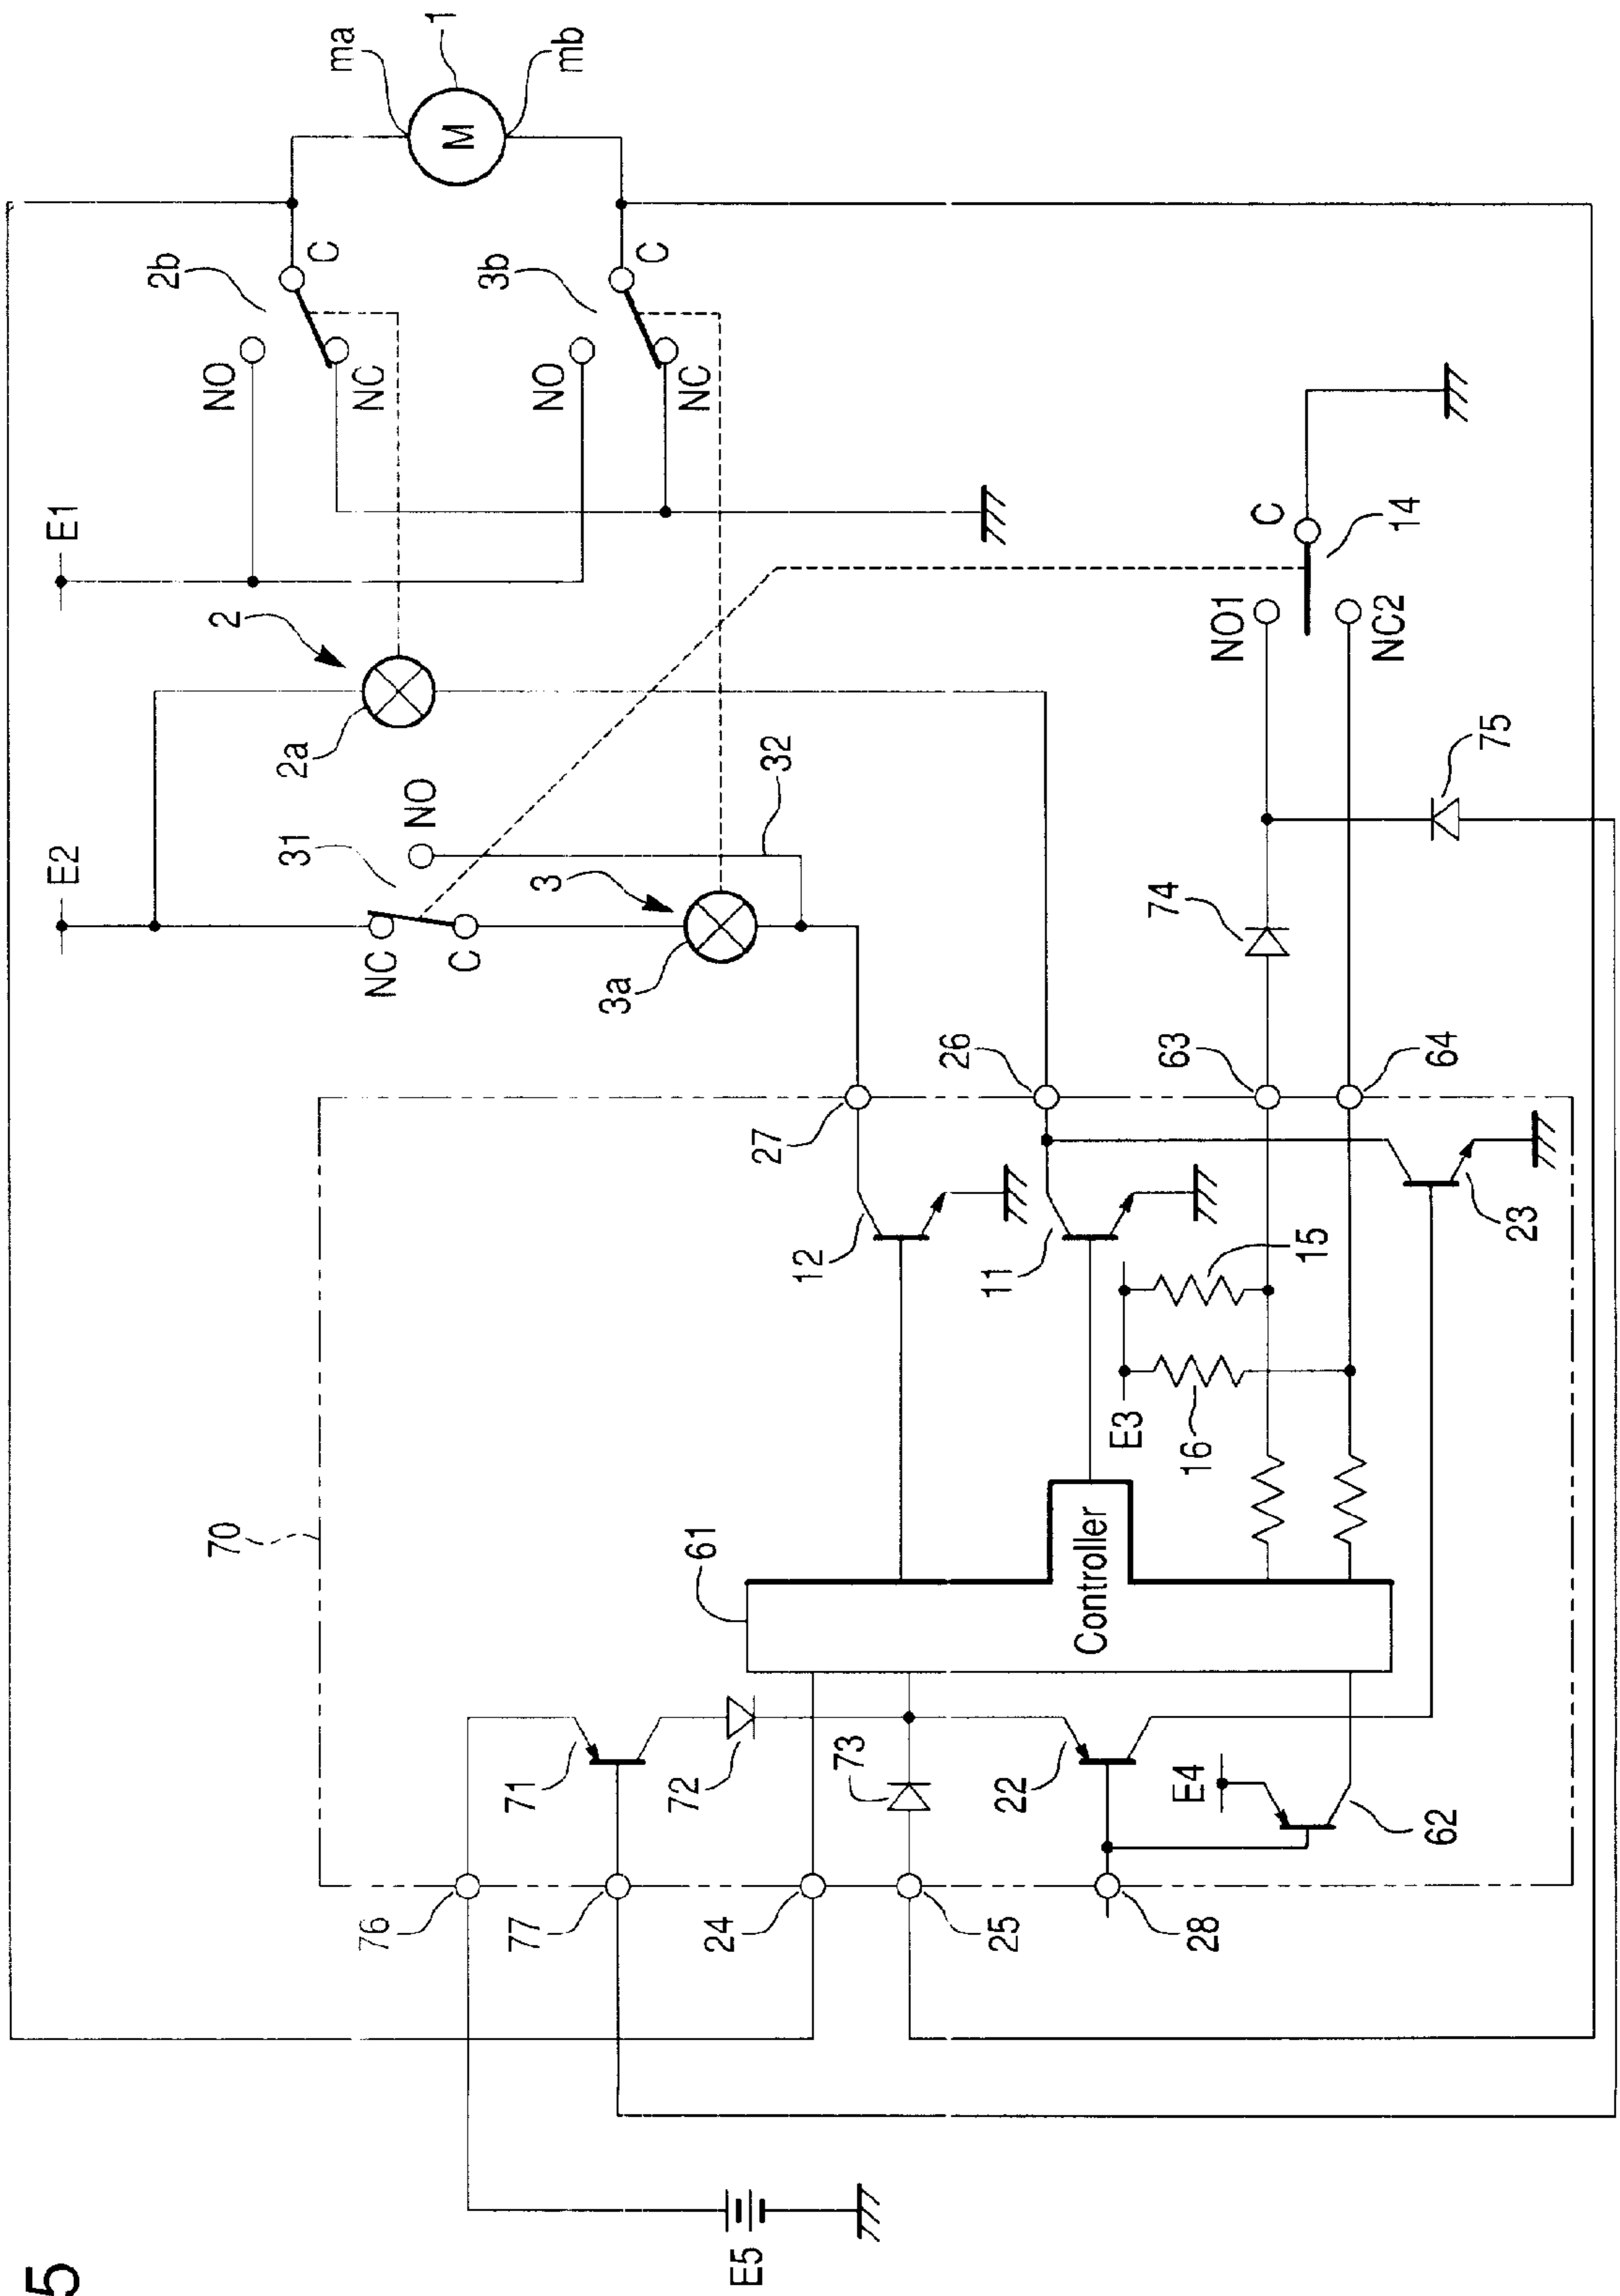 5
E5
70
76
77
24
25
28
71
72
73
22
E4
62
61
Controller
12
11
E3
16
15
23
27
26
63
64
E2
31
NC
C
NO
3
3a
32
74
75
2
2a
E1
NO
NC
2b
C
NO
NC
3b
C
NO1
NC2
C
14
ma
1
M
mb